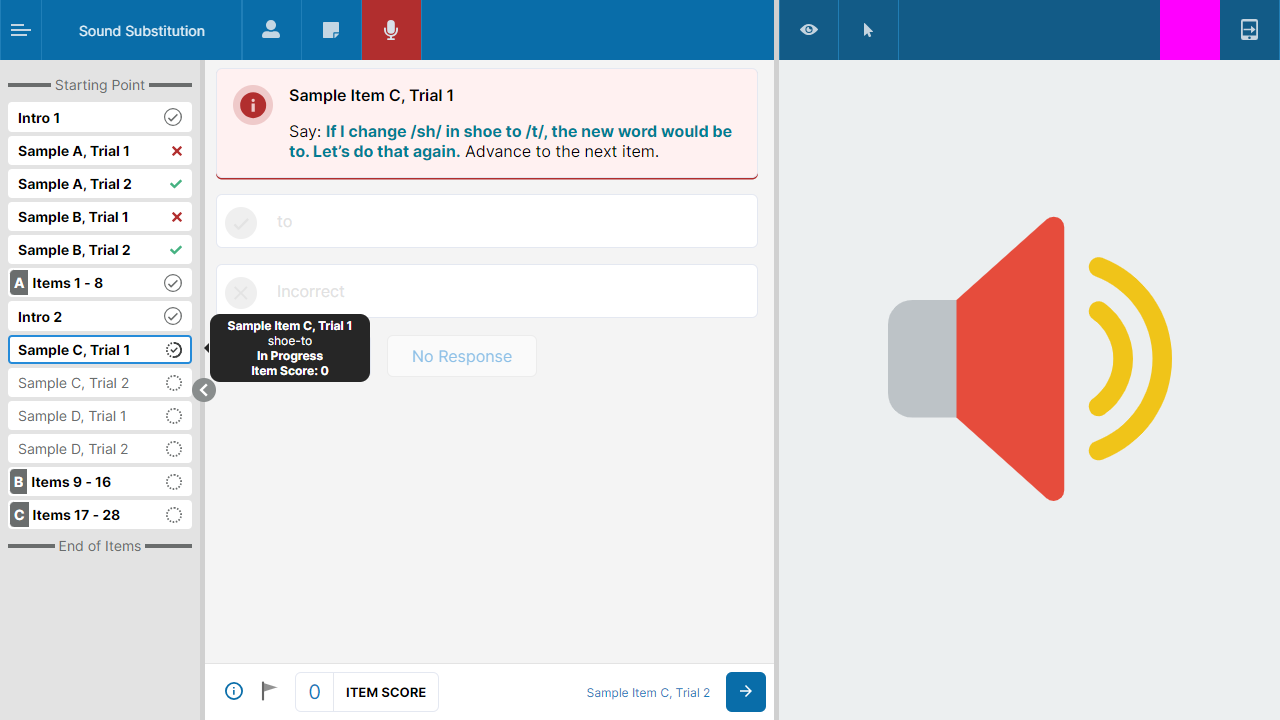 Sound Substitution
Starting Point
Intro 1
Sample A, Trial 1
Sample A, Trial 2
Sample B, Trial 1
Sample B, Trial 2
A Items 1 - 8
Intro 2
Sample C, Trial 1
Sample C, Trial 2
Sample D, Trial 1
Sample D, Trial 2
B Items 9 - 16
C Items 17 - 28
End of Items
Sample Item C, Trial 1
Say: If I change /sh/ in shoe to /t/, the new word would be
to. Let’s do that again. Advance to the next item.
to
Incorrect
Sample Item C, Trial 1
shoe-to
In Progress
Item Score: 0
No Response
0 ITEM SCORE
Sample Item C, Trial 2